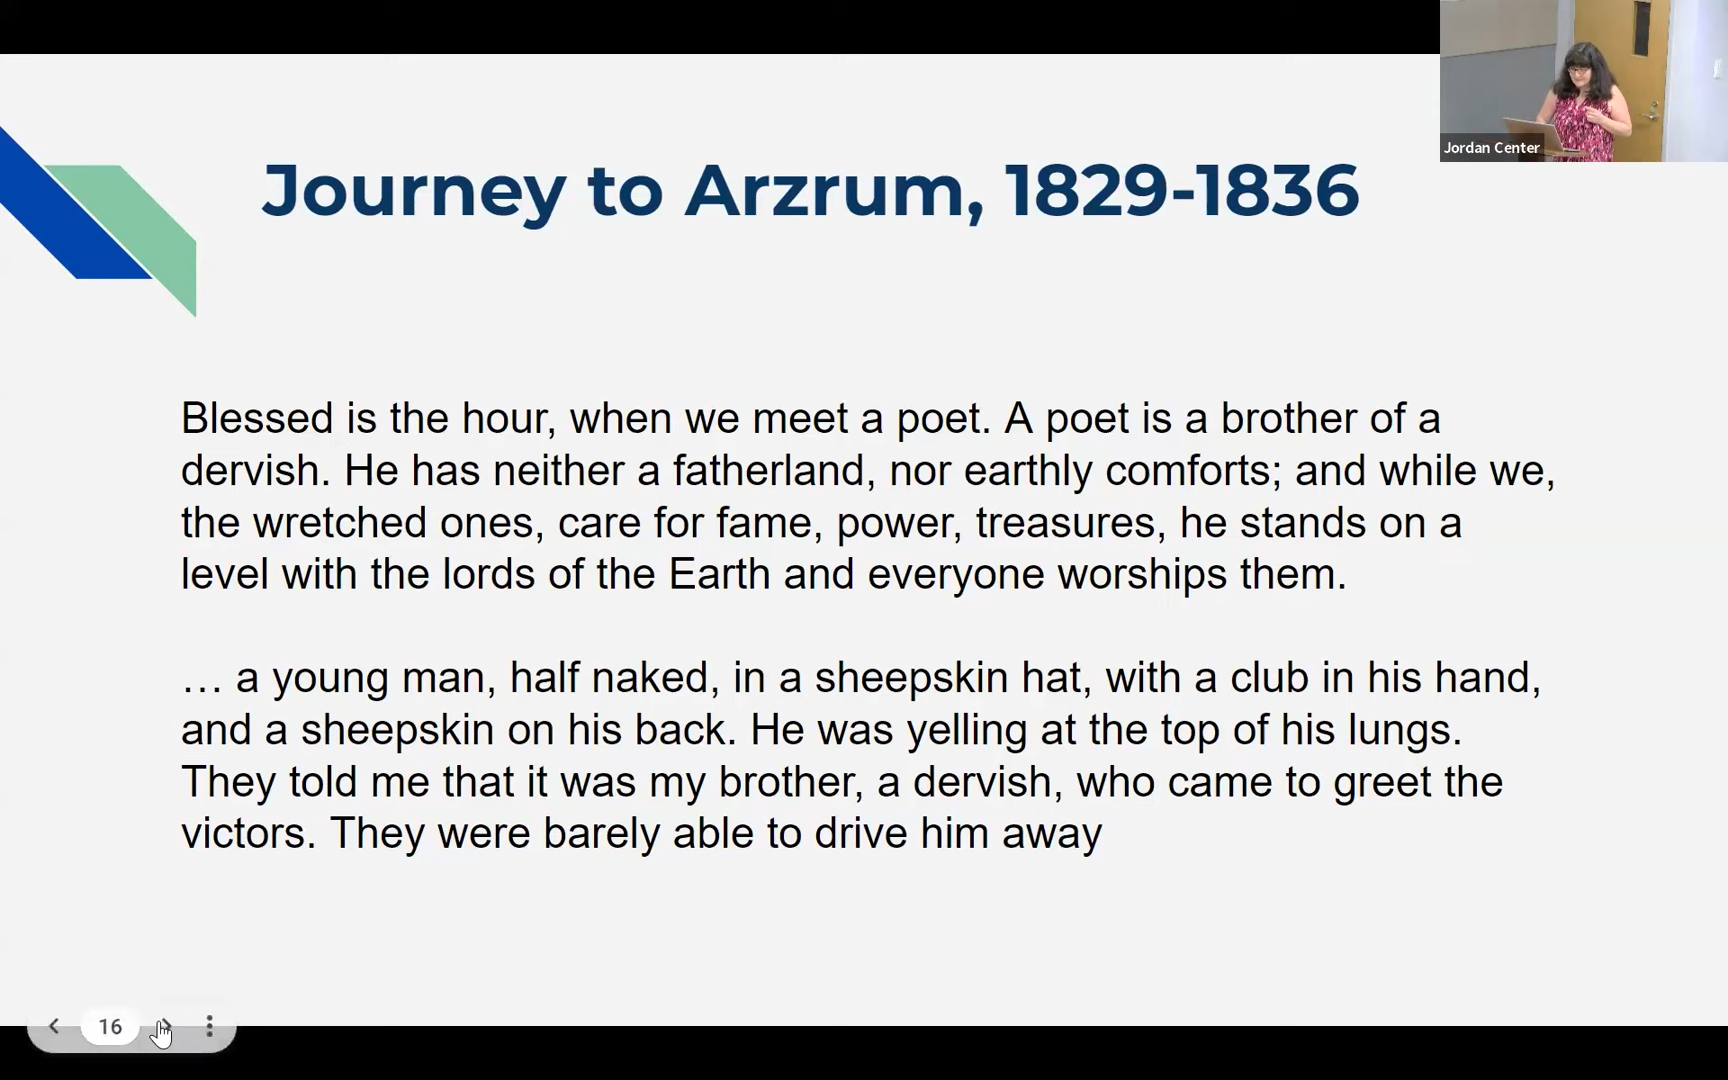 Journey to Arzrum, 1829-1836
Jordan Center
Blessed is the hour, when we meet a poet. A poet is a brother of a
dervish. He has neither a fatherland, nor earthly comforts; and while we,
the wretched ones, care for fame, power, treasures, he stands on a
level with the lords of the Earth and everyone worships them.
… a young man, half naked, in a sheepskin hat, with a club in his hand,
and a sheepskin on his back. He was yelling at the top of his lungs.
They told me that it was my brother, a dervish, who came to greet the
victors. They were barely able to drive him away
16